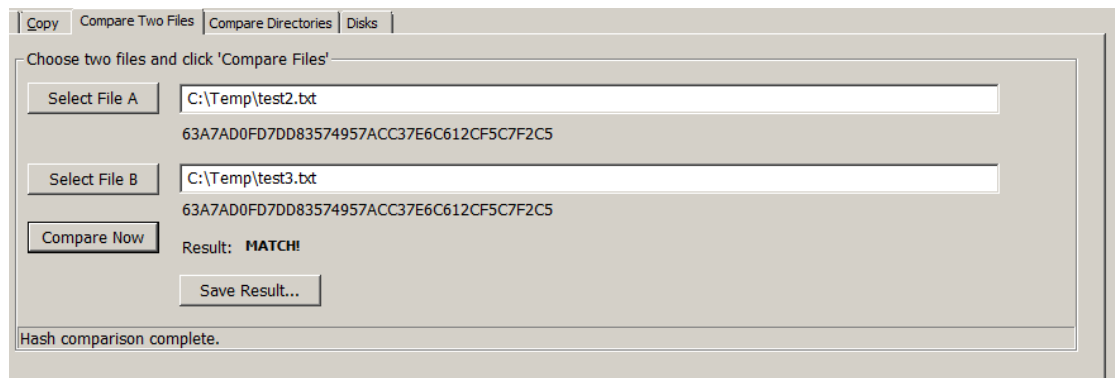 Copy Compare Two Files Compare Directories Disks
Choose two files and click 'Compare Files'
Select File A C:\Temp\test2.txt
63A7AD0FD7DD83574957ACC37E6C612CF5C7F2C5
Select File B C:\Temp\test3.txt
63A7AD0FD7DD83574957ACC37E6C612CF5C7F2C5
Compare Now Result: MATCH!
Save Result...
Hash comparison complete.